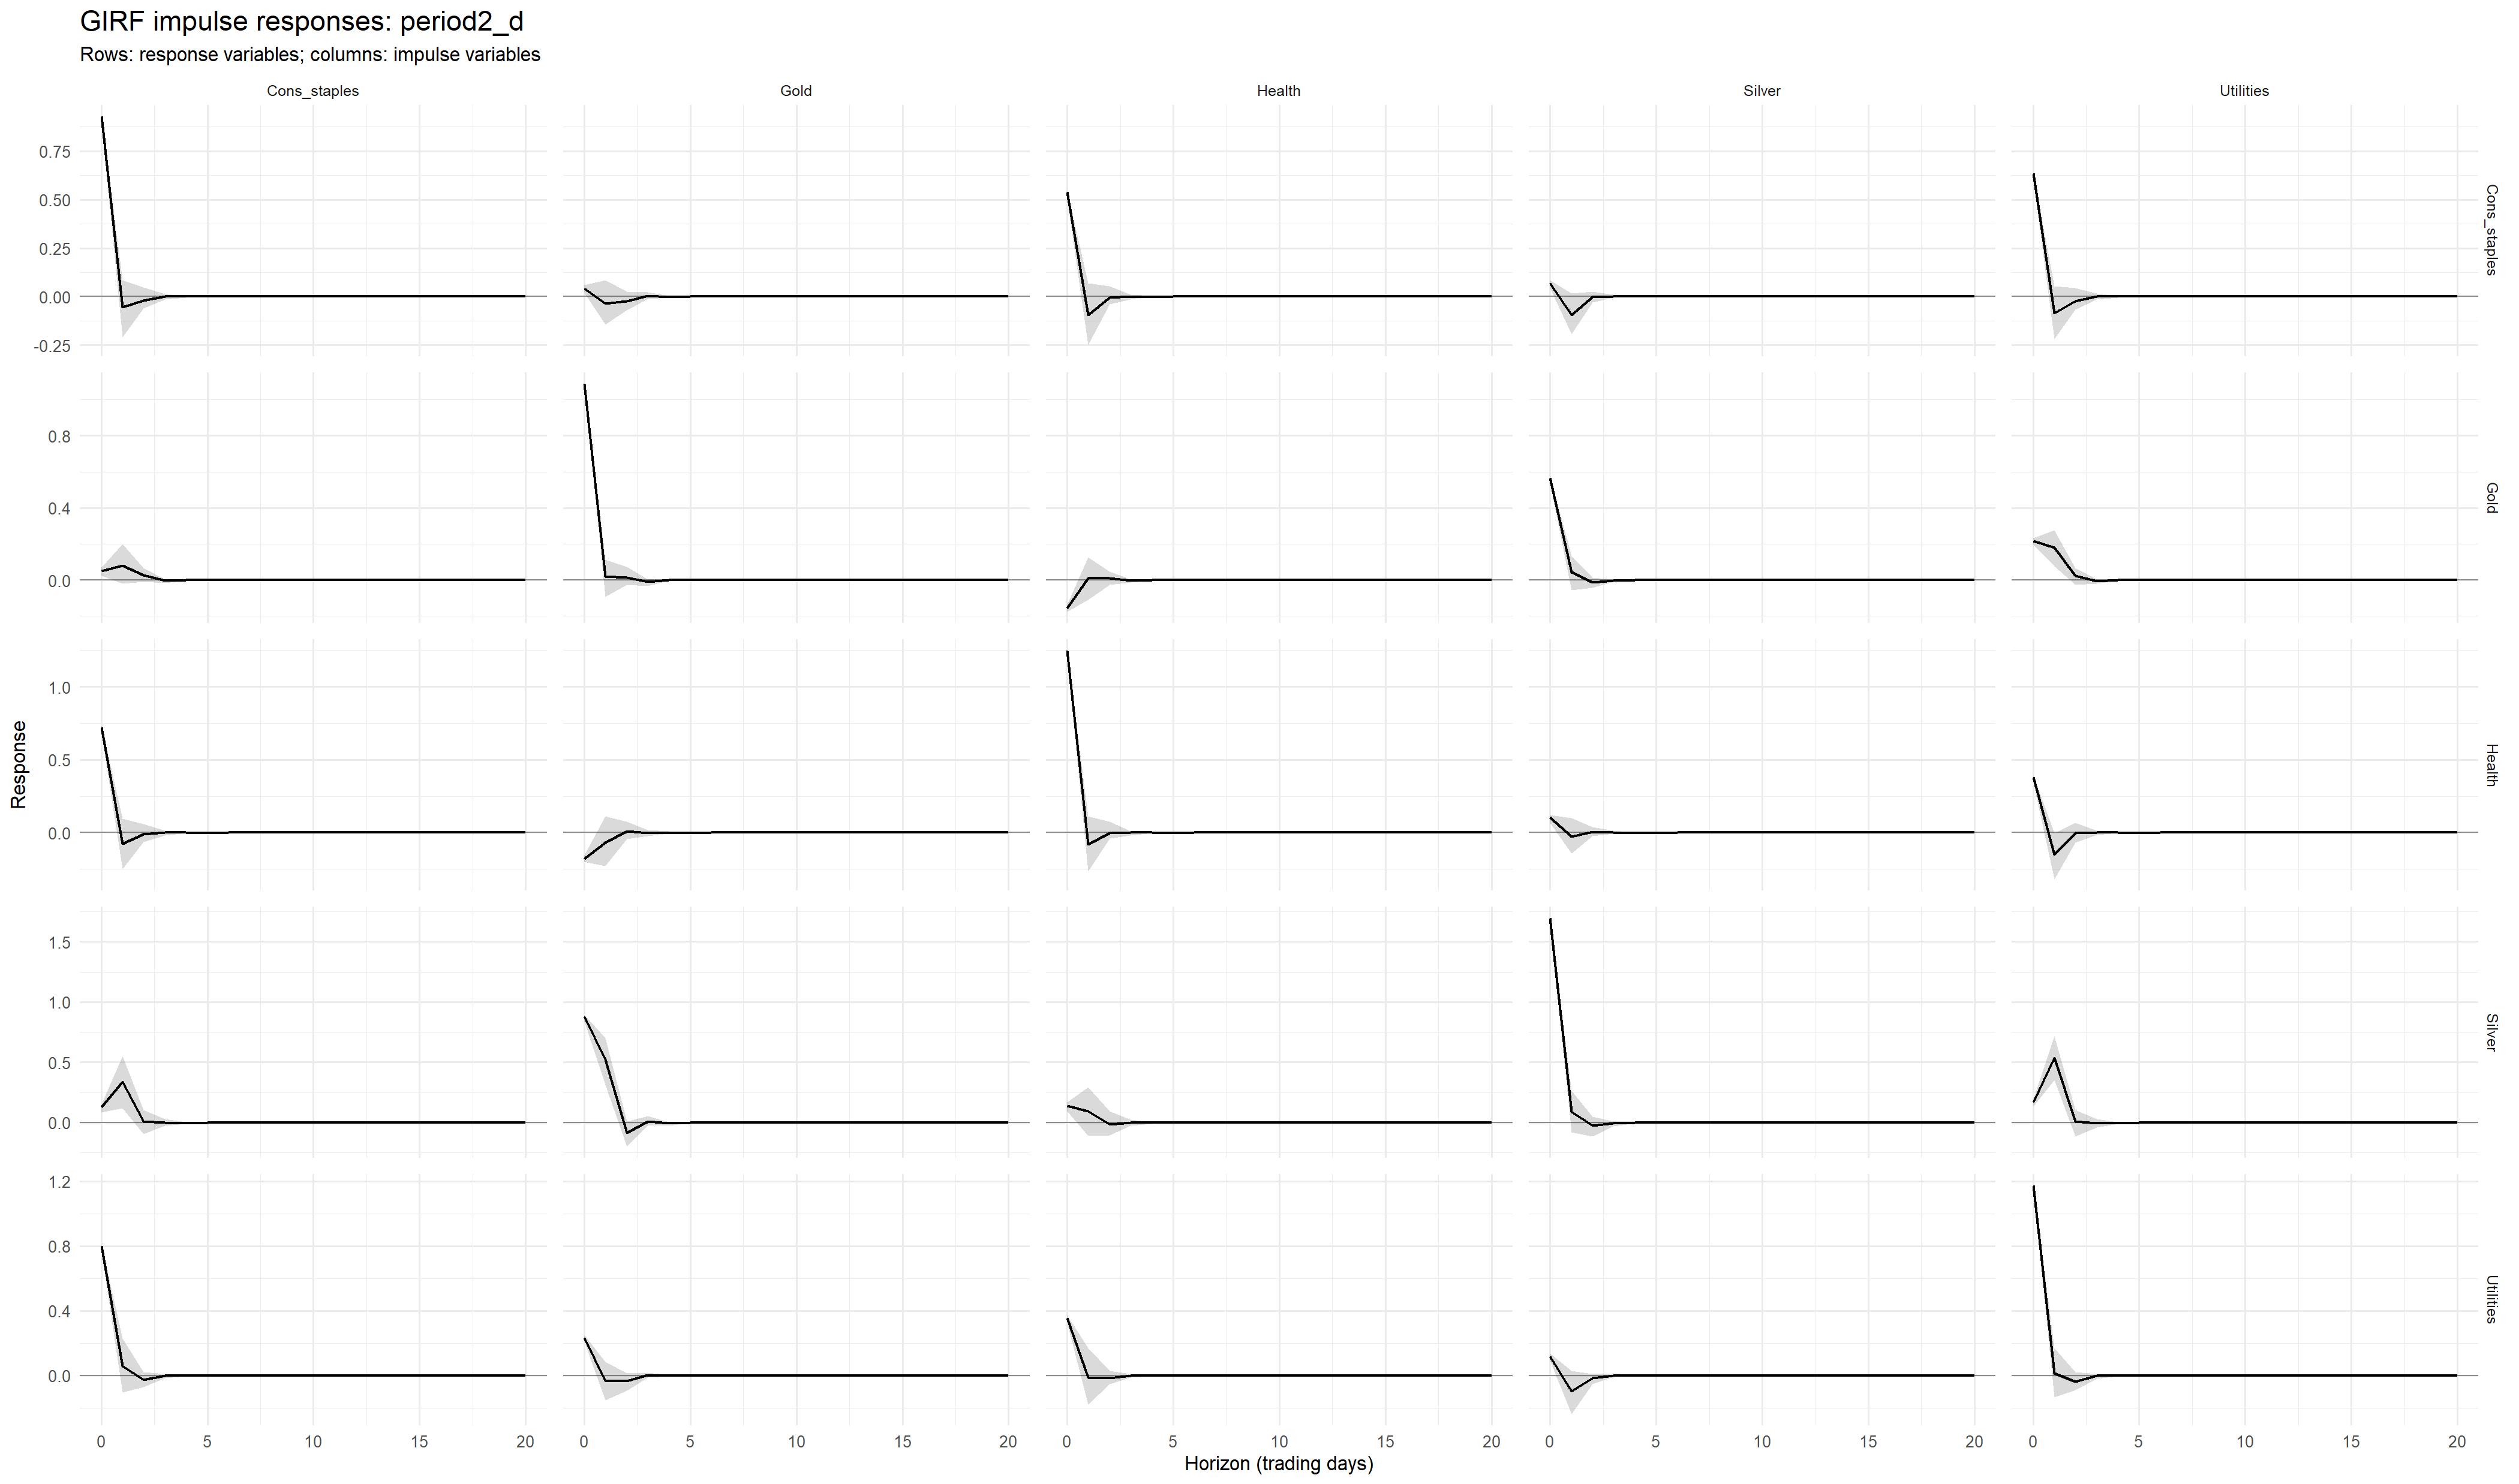 GIRF impulse responses: period2_d
Rows: response variables; columns: impulse variables
Cons_staples Gold Health Silver Utilities
0.75
0.50
0.25
0.00
-0.25
Cons_staples
0.8
0.4
0.0
Gold
1.0
0.5
0.0
Health
1.5
1.0
0.5
0.0
Silver
1.2
0.8
0.4
0.0
Utilities
Response
0 5 10 15 20 0 5 10 15 20 0 5 10 15 20 0 5 10 15 20 0 5 10 15 20
Horizon (trading days)